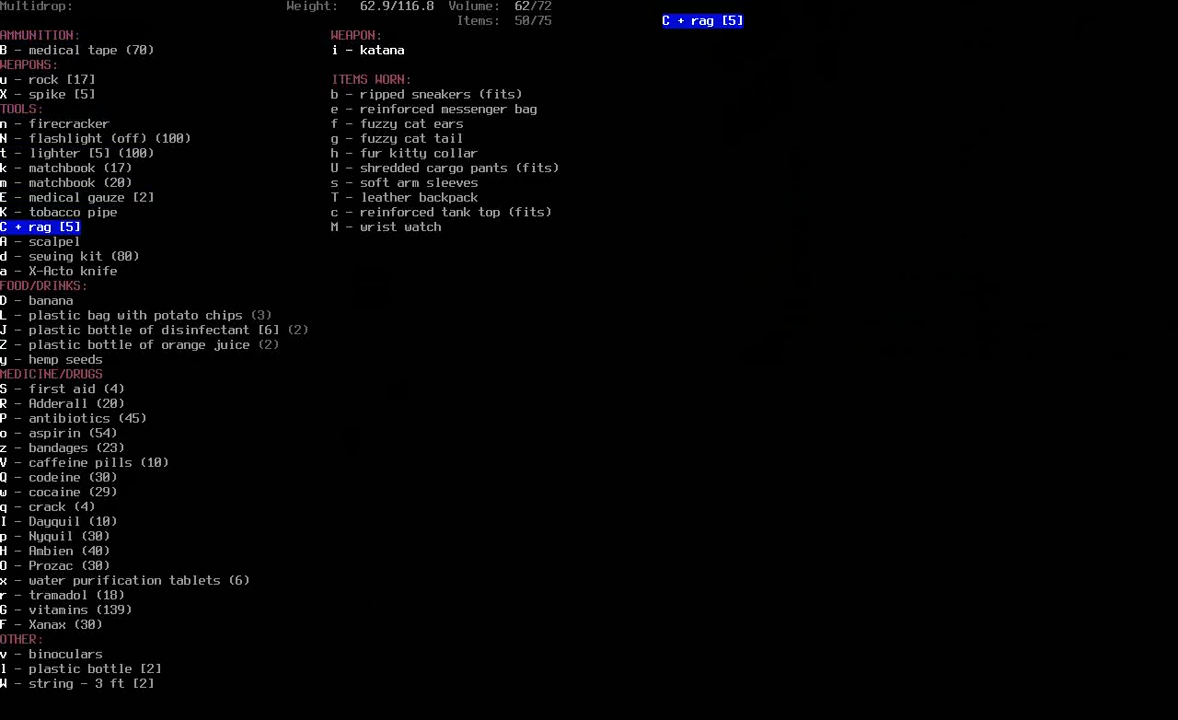 Multidrop: Weight: 62.9/116.8 Volume: 62/72
Items: 50/75
C + rag [5]
AMMUNITION:
B - medical tape (70)
WEAPONS:
u - rock [17]
X - spike [5]
TOOLS:
n - firecracker
N - flashlight (off) (100)
t - lighter [5] (100)
k - matchbook (17)
m - matchbook (20)
E - medical gauze [2]
K - tobacco pipe
C + rag [5]
A - scalpel
d - sewing kit (80)
a - X-Acto knife
FOOD/DRINKS:
D - banana
L - plastic bag with potato chips (3)
J - plastic bottle of disinfectant [6] (2)
Z - plastic bottle of orange juice (2)
y - hemp seeds
MEDICINE/DRUGS
S - first aid (4)
R - Adderall (20)
P - antibiotics (45)
o - aspirin (54)
z - bandages (23)
V - caffeine pills (10)
Q - codeine (30)
w - cocaine (29)
q - crack (4)
I - Dayquil (10)
p - Nyquil (30)
H - Ambien (40)
O - Prozac (30)
x - water purification tablets (6)
r - tramadol (18)
G - vitamins (139)
F - Xanax (30)
OTHER:
v - binoculars
l - plastic bottle [2]
W - string - 3 ft [2]
WEAPON:
i - katana
ITEMS WORN:
b - ripped sneakers (fits)
e - reinforced messenger bag
f - fuzzy cat ears
g - fuzzy cat tail
h - fur kitty collar
U - shredded cargo pants (fits)
s - soft arm sleeves
T - leather backpack
c - reinforced tank top (fits)
M - wrist watch